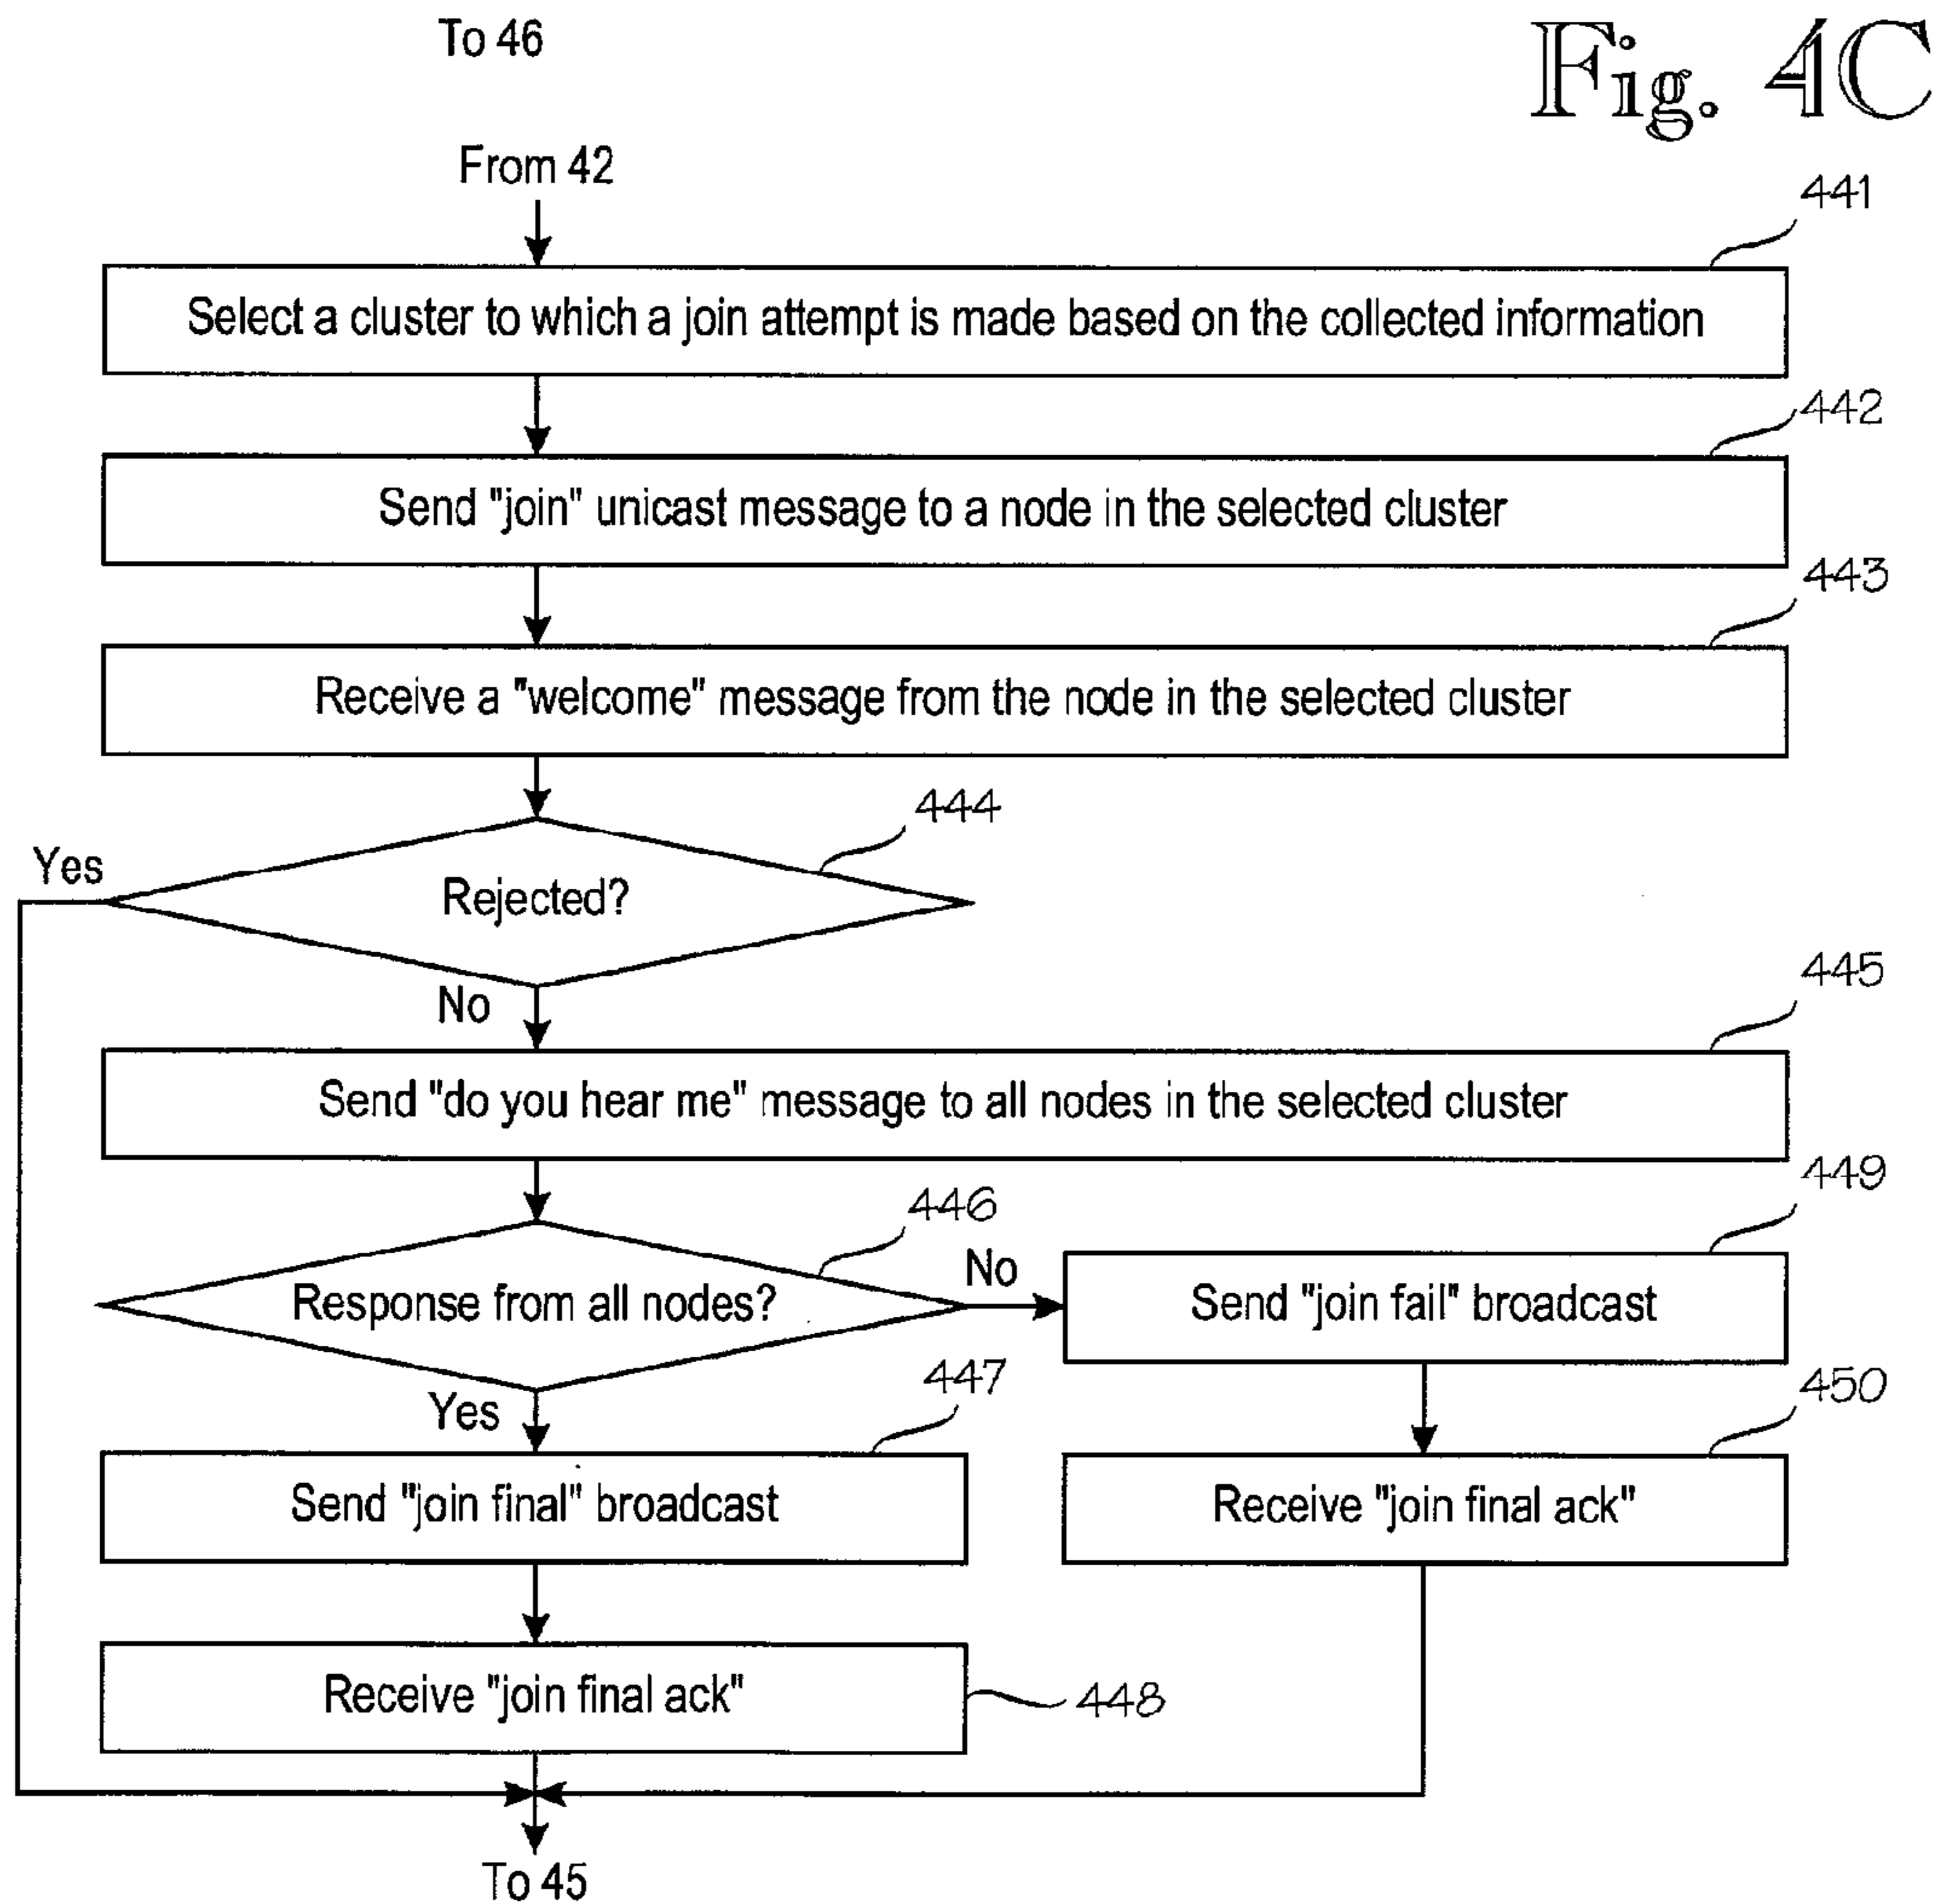 To 46
Fig. 4C
From 42
441
Select a cluster to which a join attempt is made based on the collected information
442
Send "join" unicast message to a node in the selected cluster
443
Receive a "welcome" message from the node in the selected cluster
444
Yes
Rejected?
No
445
Send "do you hear me" message to all nodes in the selected cluster
446
449
Response from all nodes?
No
Send "join fail" broadcast
Yes
447
450
Send "join final" broadcast
Receive "join final ack"
Receive "join final ack"
448
To 45